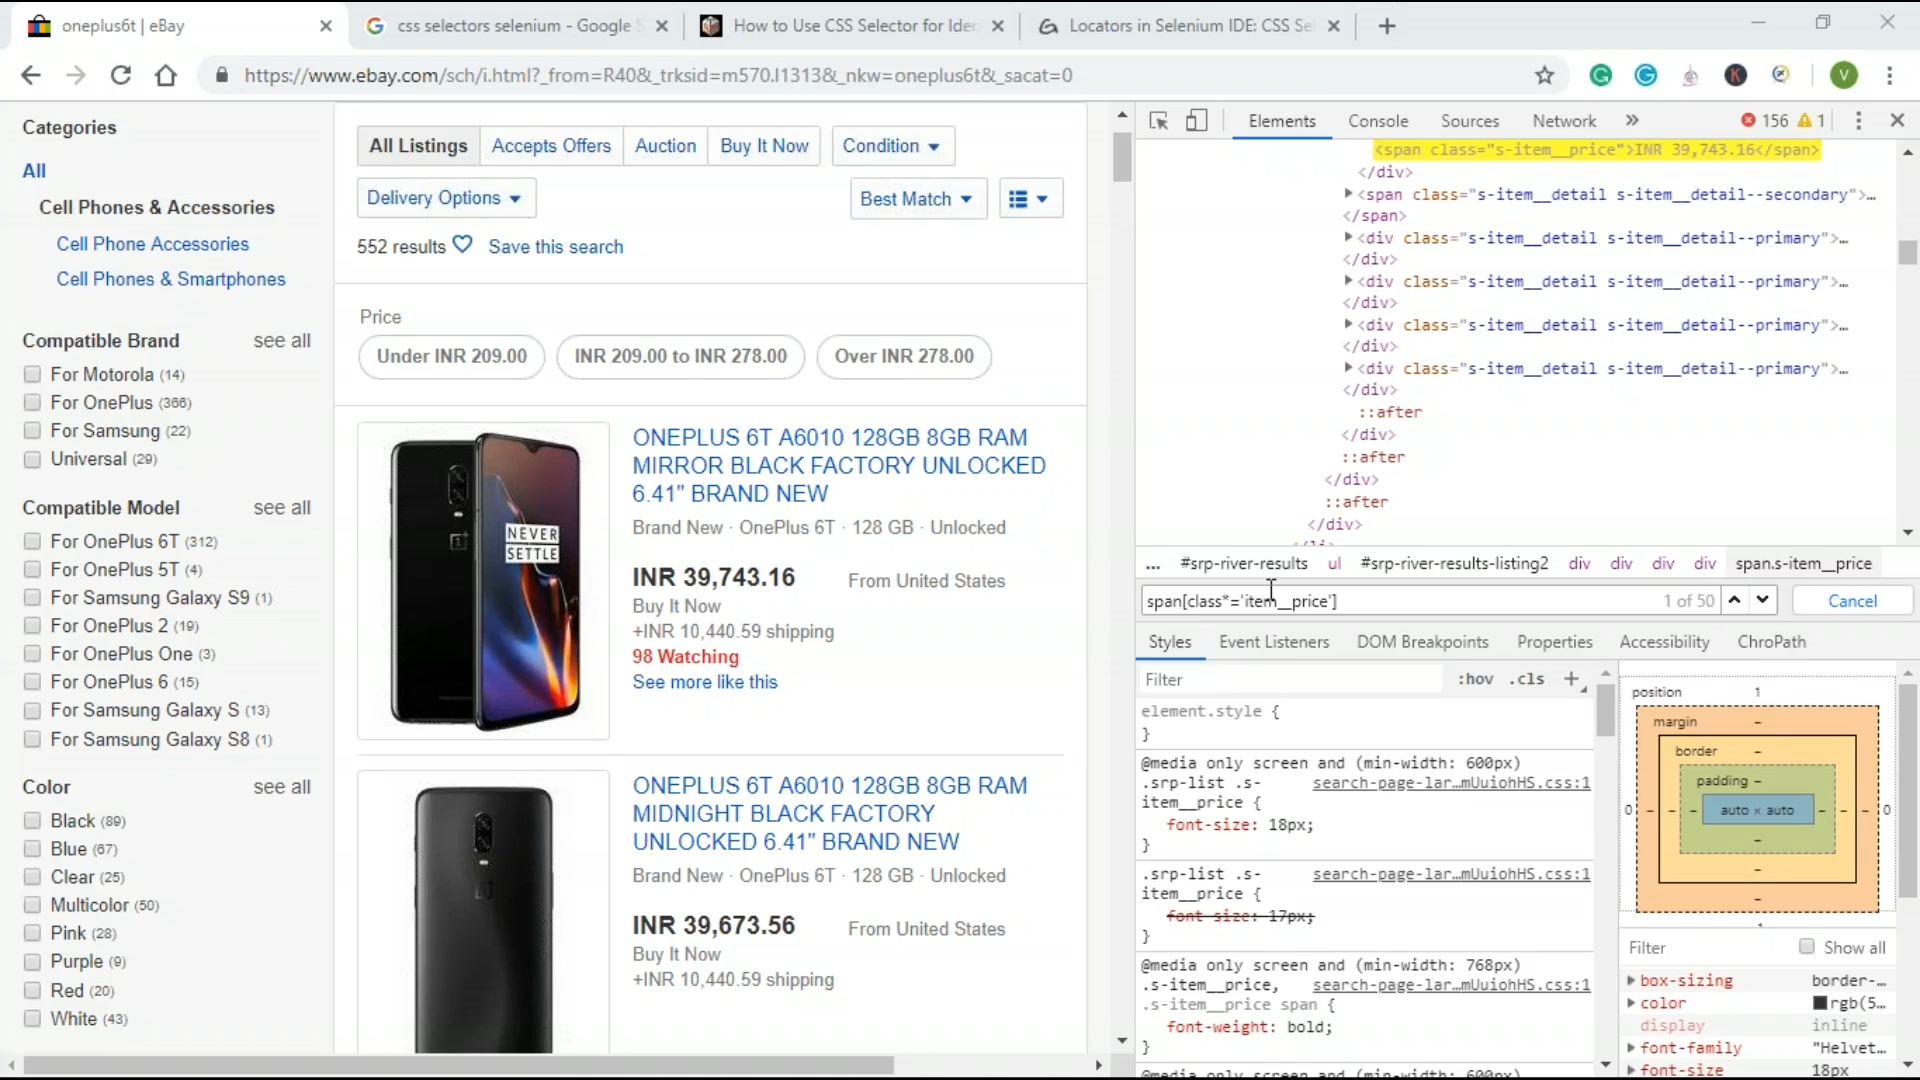 oneplus6t | eBay
css selectors selenium - Google S
How to Use CSS Selector for Iden
Locators in Selenium IDE: CSS Se
https://www.ebay.com/sch/i.html?_from=R40&_trksid=m570.l1313&_nkw=oneplus6t&_sacat=0
V
Categories
All
Cell Phones & Accessories
Cell Phone Accessories
Cell Phones & Smartphones
Compatible Brand see all
For Motorola (14)
For OnePlus (366)
For Samsung (22)
Universal (29)
Compatible Model see all
For OnePlus 6T (312)
For OnePlus 5T (4)
For Samsung Galaxy S9 (1)
For OnePlus 2 (19)
For OnePlus One (3)
For OnePlus 6 (15)
For Samsung Galaxy S (13)
For Samsung Galaxy S8 (1)
Color see all
Black (89)
Blue (67)
Clear (25)
Multicolor (50)
Pink (28)
Purple (9)
Red (20)
White (43)
All Listings Accepts Offers Auction Buy It Now Condition
Delivery Options Best Match
552 results Save this search
Price
Under INR 209.00 INR 209.00 to INR 278.00 Over INR 278.00
NEVER
SETTLE
ONEPLUS 6T A6010 128GB 8GB RAM
MIRROR BLACK FACTORY UNLOCKED
6.41" BRAND NEW
Brand New · OnePlus 6T · 128 GB · Unlocked
INR 39,743.16 From United States
Buy It Now
+INR 10,440.59 shipping
98 Watching
See more like this
ONEPLUS 6T A6010 128GB 8GB RAM
MIDNIGHT BLACK FACTORY
UNLOCKED 6.41" BRAND NEW
Brand New · OnePlus 6T · 128 GB · Unlocked
INR 39,673.56 From United States
Buy It Now
+INR 10,440.59 shipping
Elements Console Sources Network » 156 1
<span class="s-item__price">INR 39,743.16</span>
</div>
<span class="s-item__detail s-item__detail--secondary">…
</span>
<div class="s-item__detail s-item__detail--primary">…
</div>
<div class="s-item__detail s-item__detail--primary">…
</div>
<div class="s-item__detail s-item__detail--primary">…
</div>
<div class="s-item__detail s-item__detail--primary">…
</div>
::after
</div>
::after
</div>
::after
</div>
</li>
... #srp-river-results ul #srp-river-results-listing2 div div div div span.s-item__price
span[class*='item__price'] 1 of 50 Cancel
Styles Event Listeners DOM Breakpoints Properties Accessibility ChroPath
Filter :hov .cls +
element.style {
}
@media only screen and (min-width: 600px)
.srp-list .s- search-page-lar…mUuiohHS.css:1
item__price {
font-size: 18px;
}
.srp-list .s- search-page-lar…mUuiohHS.css:1
item__price {
font-size: 17px;
}
@media only screen and (min-width: 768px)
.s-item__price, search-page-lar…mUuiohHS.css:1
.s-item__price span {
font-weight: bold;
}
@media only screen and (min-width: 600px)
position 1
margin –
border –
padding –
0 – – – auto × auto – – – 0
–
–
–
Filter Show all
box-sizing border-…
color rgb(5…
display inline
font-family "Helvet…
font-size 18px